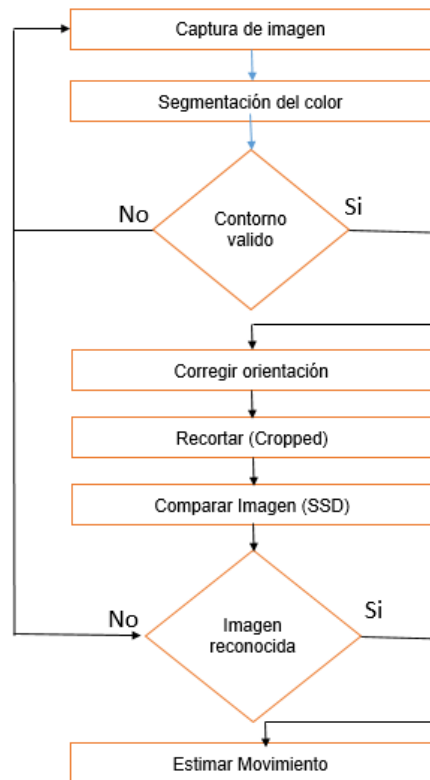 Captura de imagen
Segmentación del color
No
Si
Contorno
valido
Corregir orientación
Recortar (Cropped)
Comparar Imagen (SSD)
No
Si
Imagen
reconocida
Estimar Movimiento